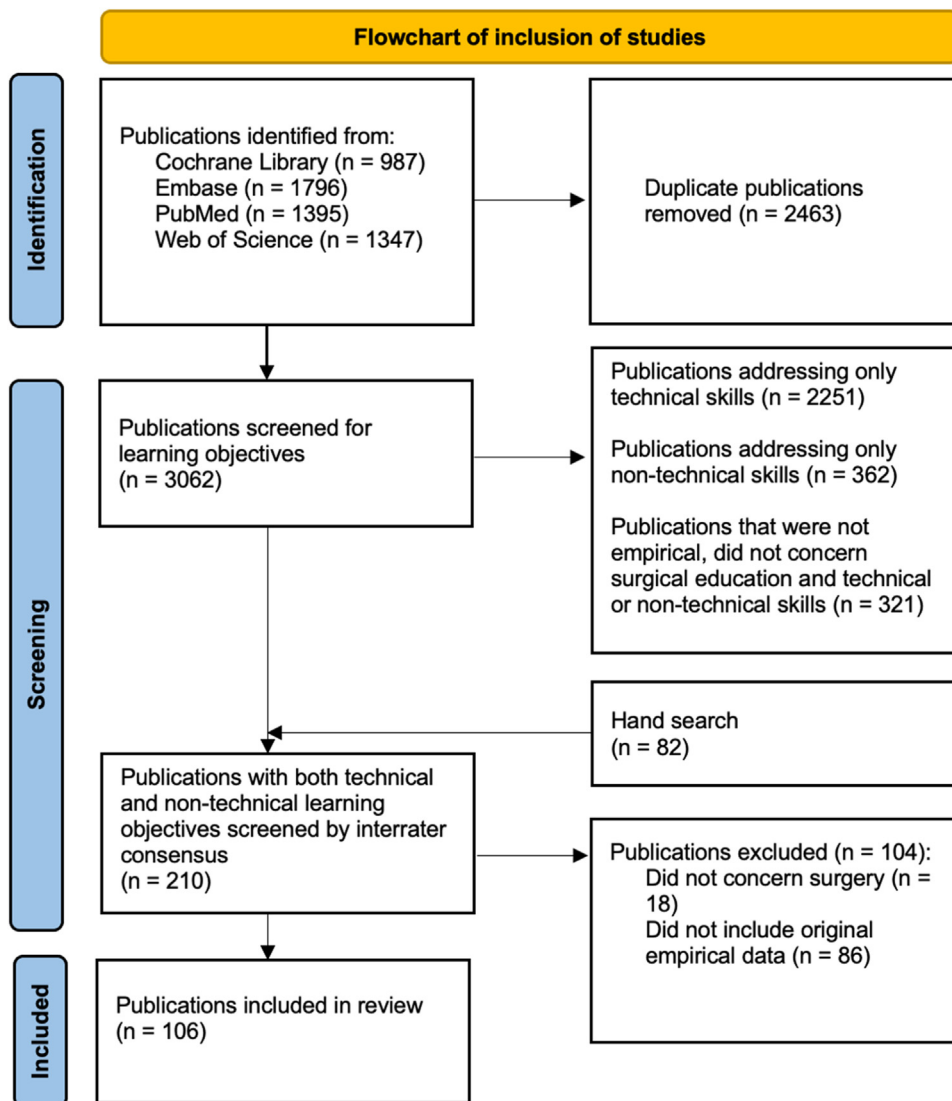 Flowchart of inclusion of studies
Identification
Publications identified from:
Cochrane Library (n = 987)
Embase (n = 1796)
PubMed (n = 1395)
Web of Science (n = 1347)
Duplicate publications
removed (n = 2463)
Screening
Publications screened for
learning objectives
(n = 3062)
Publications addressing only
technical skills (n = 2251)
Publications addressing only
non-technical skills (n = 362)
Publications that were not
empirical, did not concern
surgical education and technical
or non-technical skills (n = 321)
Hand search
(n = 82)
Publications with both technical
and non-technical learning
objectives screened by interrater
consensus
(n = 210)
Publications excluded (n = 104):
Did not concern surgery (n =
18)
Did not include original
empirical data (n = 86)
Included
Publications included in review
(n = 106)